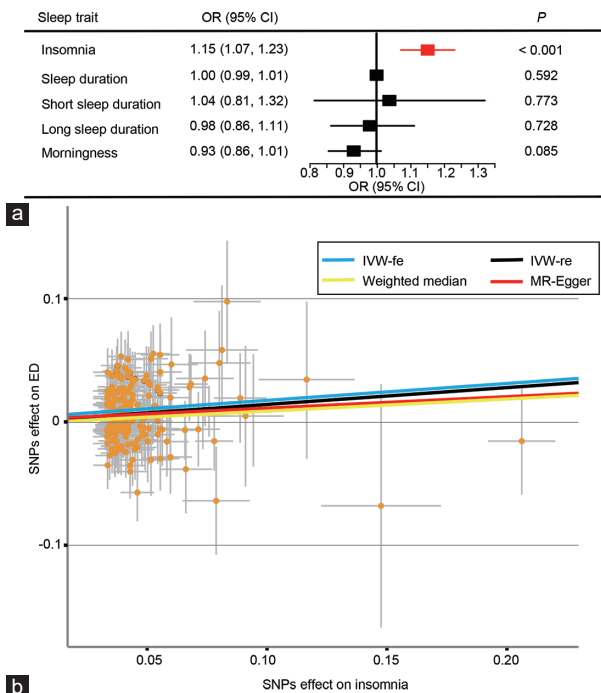 Sleep trait OR (95% CI) P
Insomnia 1.15 (1.07, 1.23) < 0.001
Sleep duration 1.00 (0.99, 1.01) 0.592
Short sleep duration 1.04 (0.81, 1.32) 0.773
Long sleep duration 0.98 (0.86, 1.11) 0.728
Morningness 0.93 (0.86, 1.01) 0.085
0.8 0.9 1.0 1.1 1.2 1.3
OR (95% CI)
a
IVW-fe IVW-re
Weighted median MR-Egger
0.1
0
-0.1
SNPs effect on ED
0.05 0.10 0.15 0.20
SNPs effect on insomnia
b